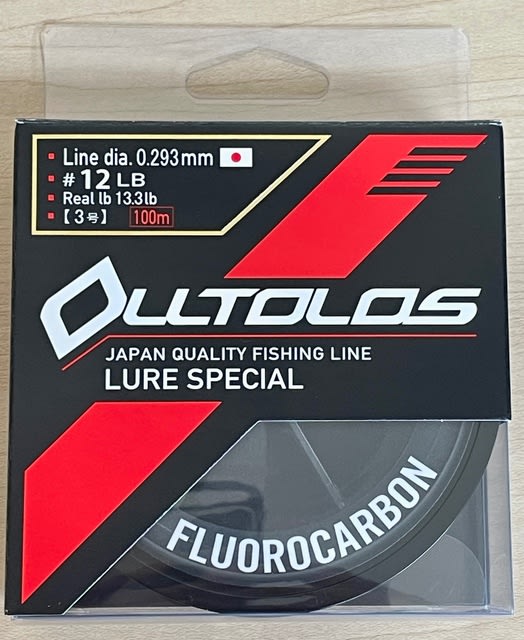 Line dia. 0.293mm
# 12 LB
Real lb 13.3lb
【3号】 100m
OLLTOLOS
JAPAN QUALITY FISHING LINE
LURE SPECIAL
FLUOROCARBON